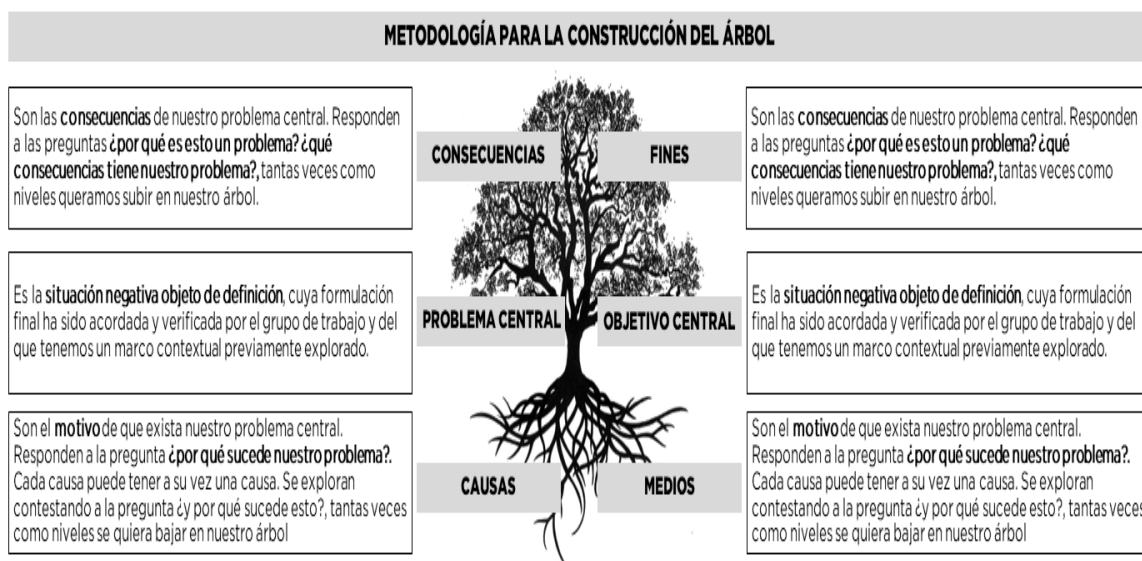 METODOLOGÍA PARA LA CONSTRUCCIÓN DEL ÁRBOL
Son las consecuencias de nuestro problema central. Responden
a las preguntas ¿por qué es esto un problema? ¿qué
consecuencias tiene nuestro problema?, tantas veces como
niveles queramos subir en nuestro árbol.
Es la situación negativa objeto de definición, cuya formulación
final ha sido acordada y verificada por el grupo de trabajo y del
que tenemos un marco contextual previamente explorado.
Son el motivo de que exista nuestro problema central.
Responden a la pregunta ¿por qué sucede nuestro problema?.
Cada causa puede tener a su vez una causa. Se exploran
contestando a la pregunta ¿y por qué sucede esto?, tantas veces
como niveles se quiera bajar en nuestro árbol
CONSECUENCIAS
FINES
PROBLEMA CENTRAL
OBJETIVO CENTRAL
CAUSAS
MEDIOS
Son las consecuencias de nuestro problema central. Responden
a las preguntas ¿por qué es esto un problema? ¿qué
consecuencias tiene nuestro problema?, tantas veces como
niveles queramos subir en nuestro árbol.
Es la situación negativa objeto de definición, cuya formulación
final ha sido acordada y verificada por el grupo de trabajo y del
que tenemos un marco contextual previamente explorado.
Son el motivo de que exista nuestro problema central.
Responden a la pregunta ¿por qué sucede nuestro problema?.
Cada causa puede tener a su vez una causa. Se exploran
contestando a la pregunta ¿y por qué sucede esto?, tantas veces
como niveles se quiera bajar en nuestro árbol